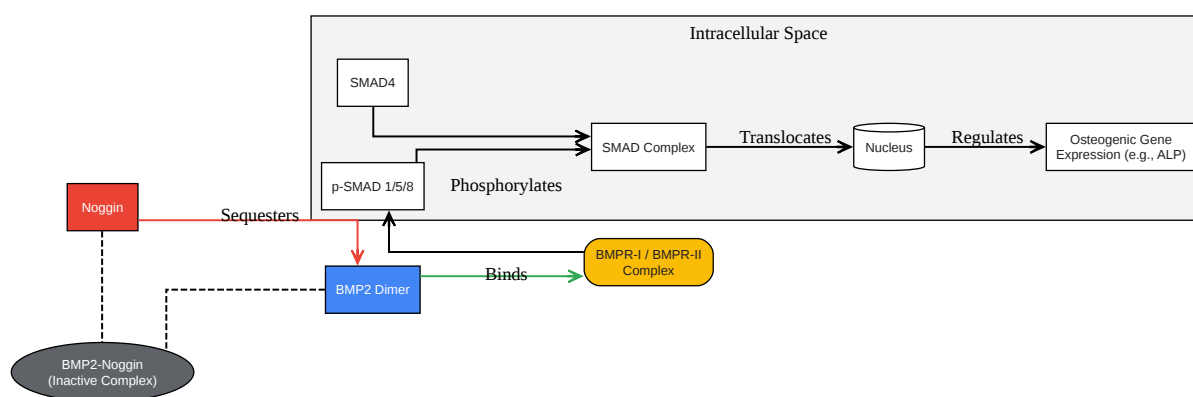 Intracellular Space
SMAD4
SMAD Complex
Translocates
Nucleus
Regulates
Osteogenic Gene
Expression (e.g., ALP)
p-SMAD 1/5/8
Phosphorylates
Noggin
Sequesters
BMPR-I / BMPR-II
Complex
BMP2 Dimer
Binds
BMP2-Noggin
(Inactive Complex)